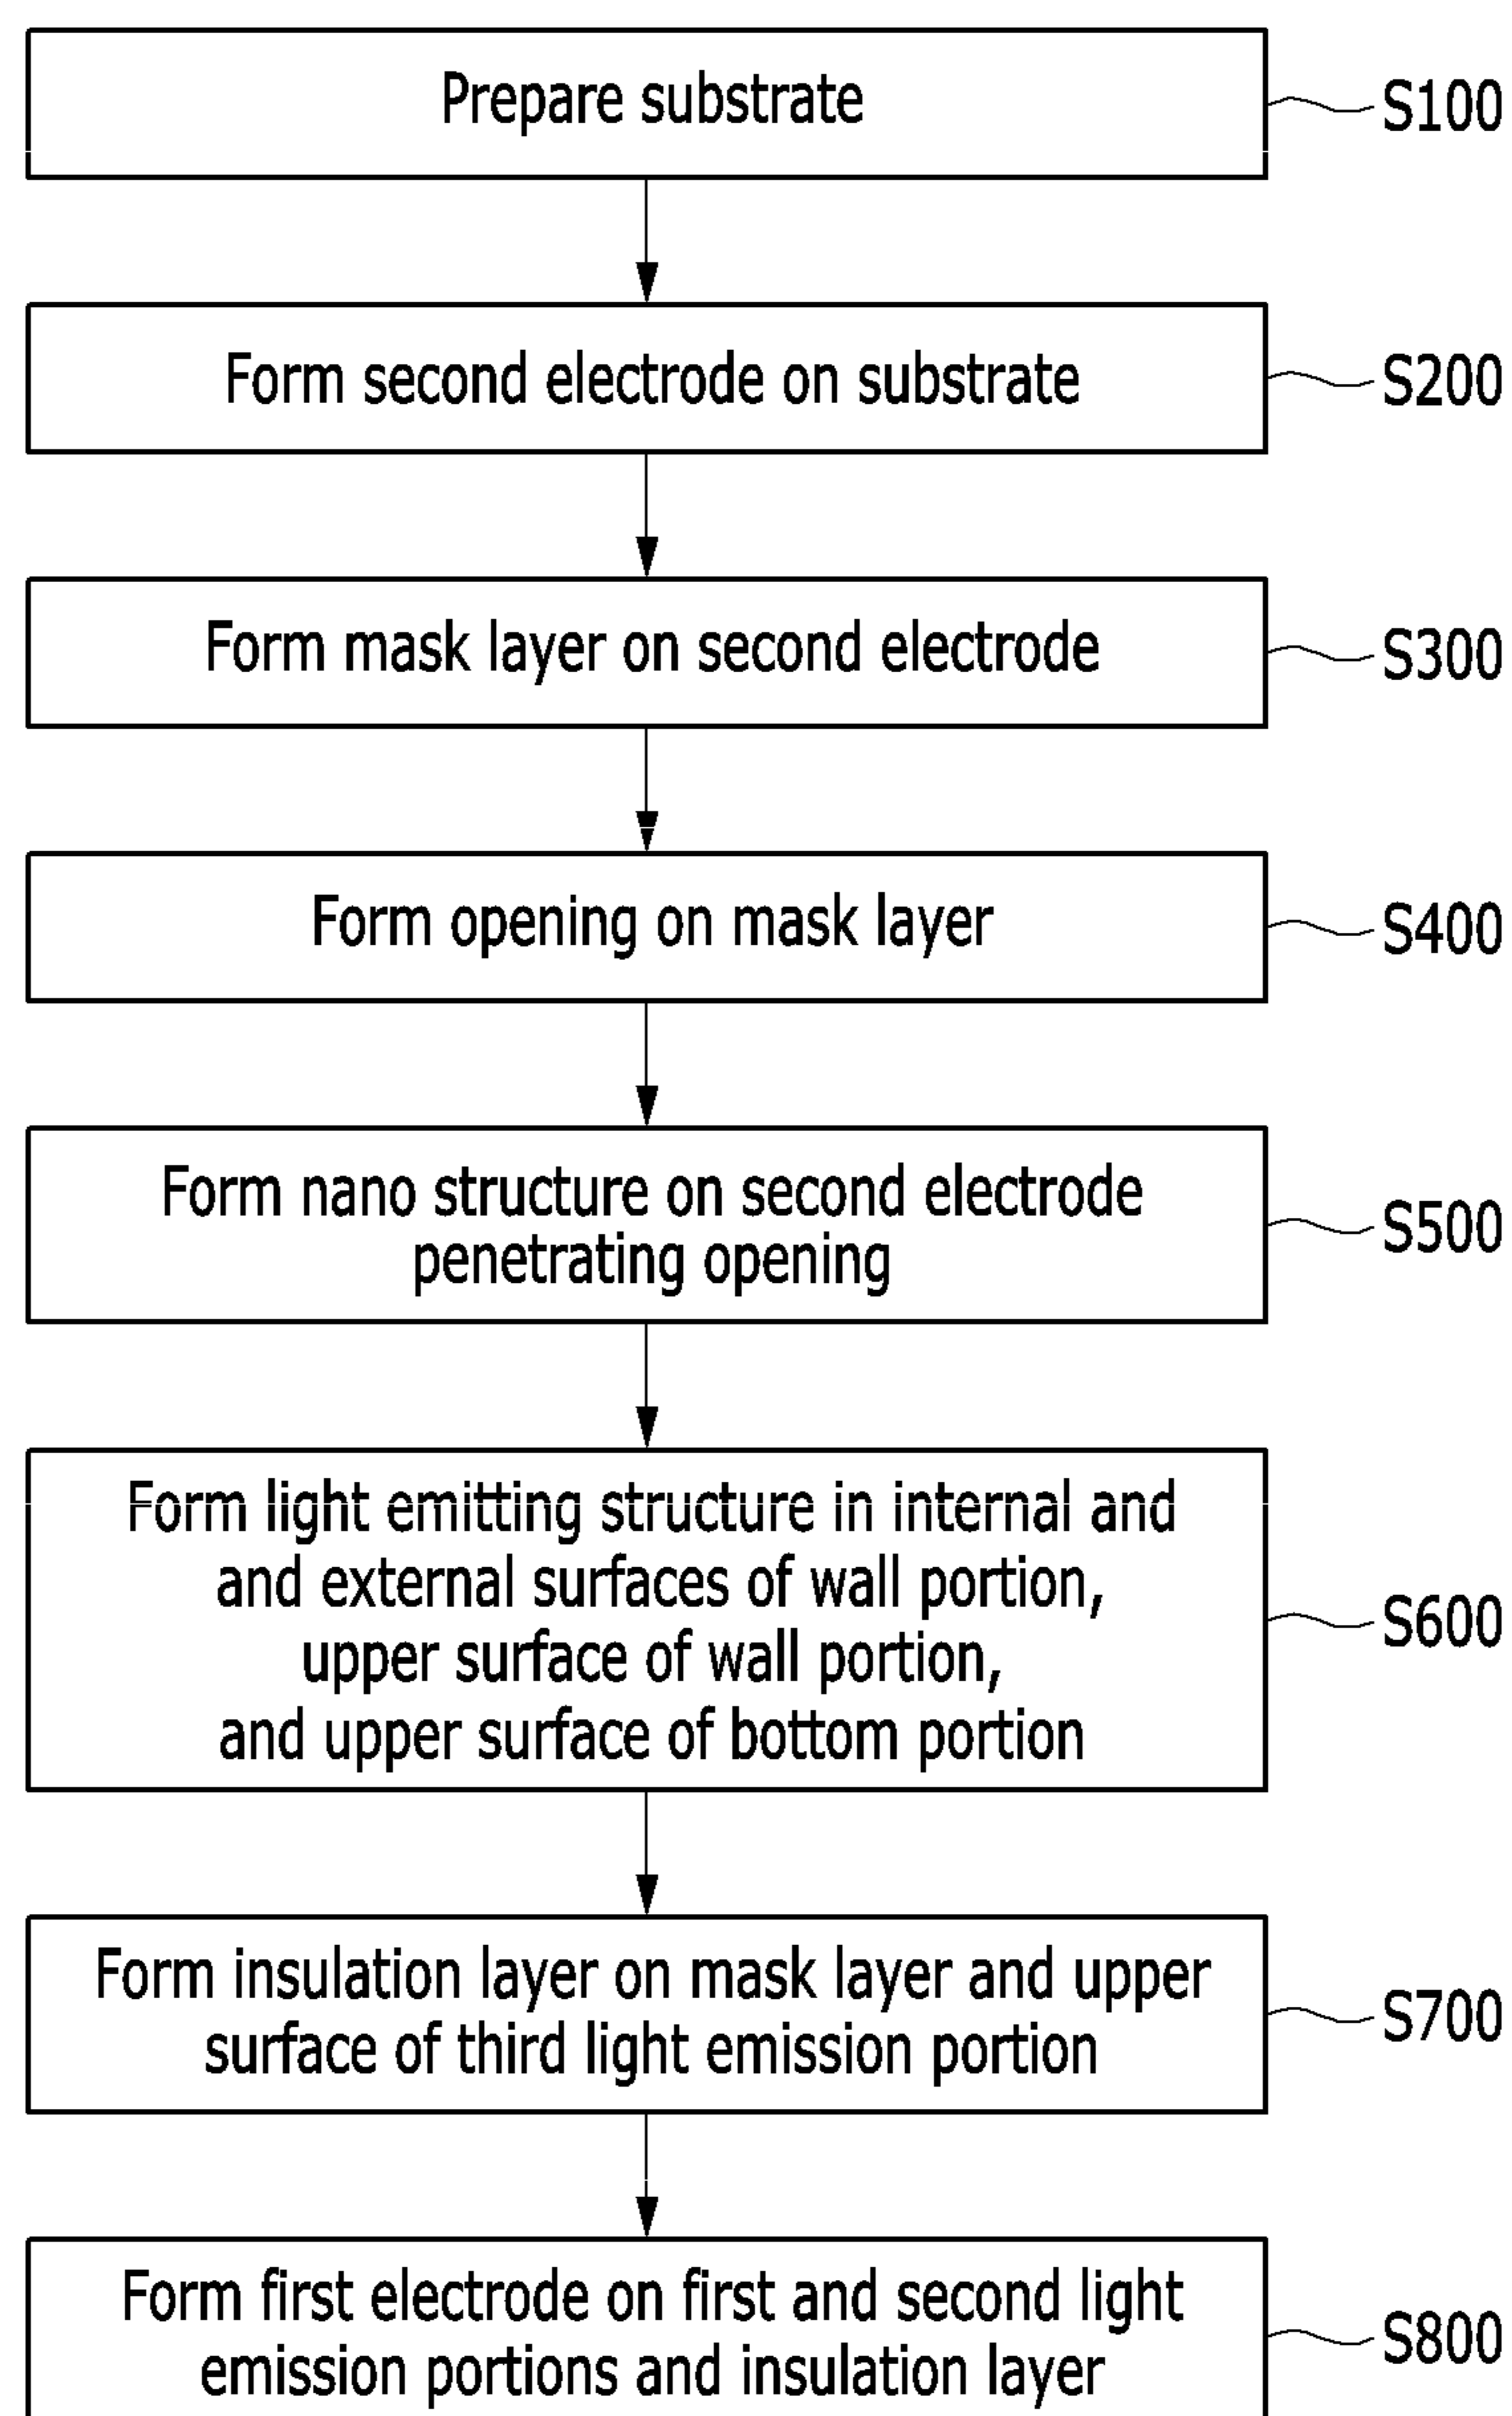 Prepare substrate
S100
Form second electrode on substrate
S200
Form mask layer on second electrode
S300
Form opening on mask layer
S400
Form nano structure on second electrode
penetrating opening
S500
Form light emitting structure in internal and
and external surfaces of wall portion,
upper surface of wall portion,
and upper surface of bottom portion
S600
Form insulation layer on mask layer and upper
surface of third light emission portion
S700
Form first electrode on first and second light
emission portions and insulation layer
S800